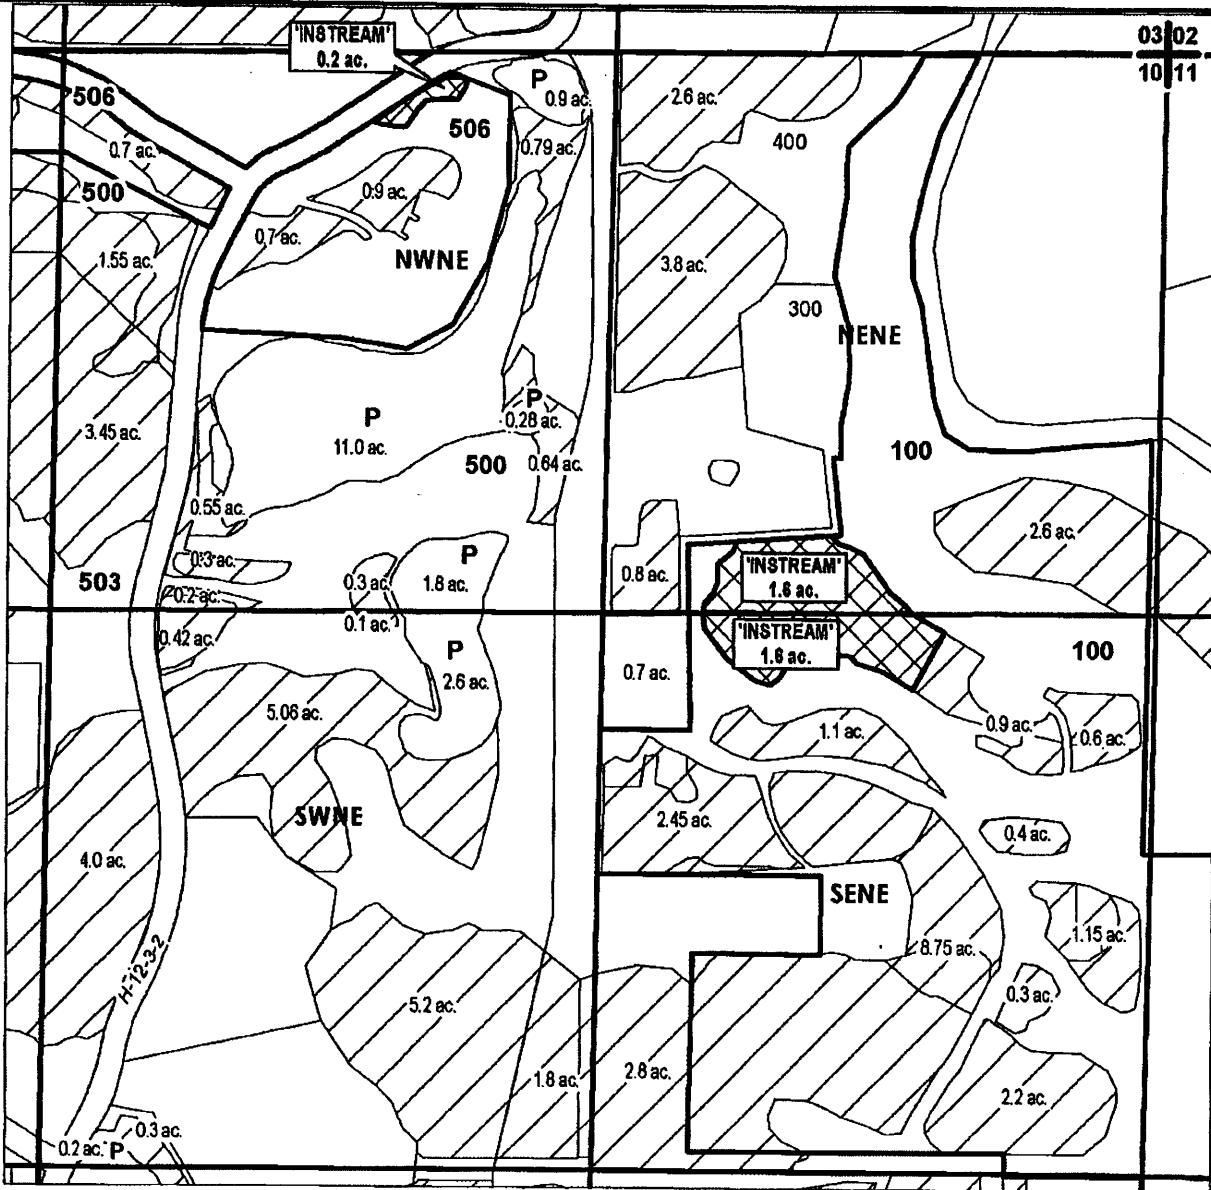 'INSTREAM'
0.2 ac.
03 02
10 11
506
P
0.9 ac.
2.6 ac.
506
0.79 ac.
400
0.7 ac.
500
0.9 ac.
0.7 ac.
NWNE
1.55 ac.
3.8 ac.
300
NENE
P
11.0 ac.
P
0.28 ac.
3.45 ac.
500
0.64 ac.
100
0.55 ac.
2.6 ac.
0.3 ac.
P
1.8 ac.
0.3 ac.
0.8 ac.
'INSTREAM'
1.6 ac.
503
0.2 ac.
0.1 ac.
0.42 ac.
P
2.6 ac.
'INSTREAM'
1.6 ac.
100
0.7 ac.
5.06 ac.
1.1 ac.
0.9 ac.
0.6 ac.
SWNE
2.45 ac.
0.4 ac.
4.0 ac.
SENE
8.75 ac.
1.15 ac.
H-12-3-2
5.2 ac.
0.3 ac.
1.8 ac.
2.8 ac.
2.2 ac.
0.3 ac.
0.2 ac.
P